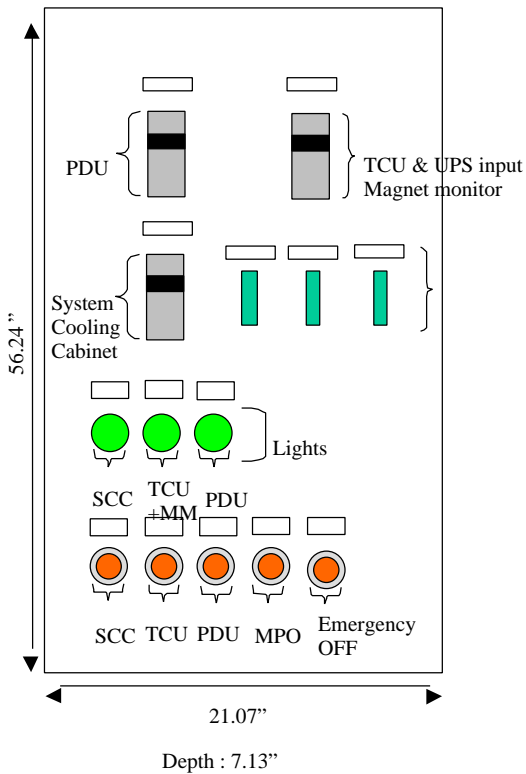 PDU
TCU & UPS input
Magnet monitor
System
Cooling
Cabinet
56.24”
Lights
SCC
TCU
+MM
PDU
SCC
TCU
PDU
MPO
Emergency
OFF
21.07”
Depth : 7.13”